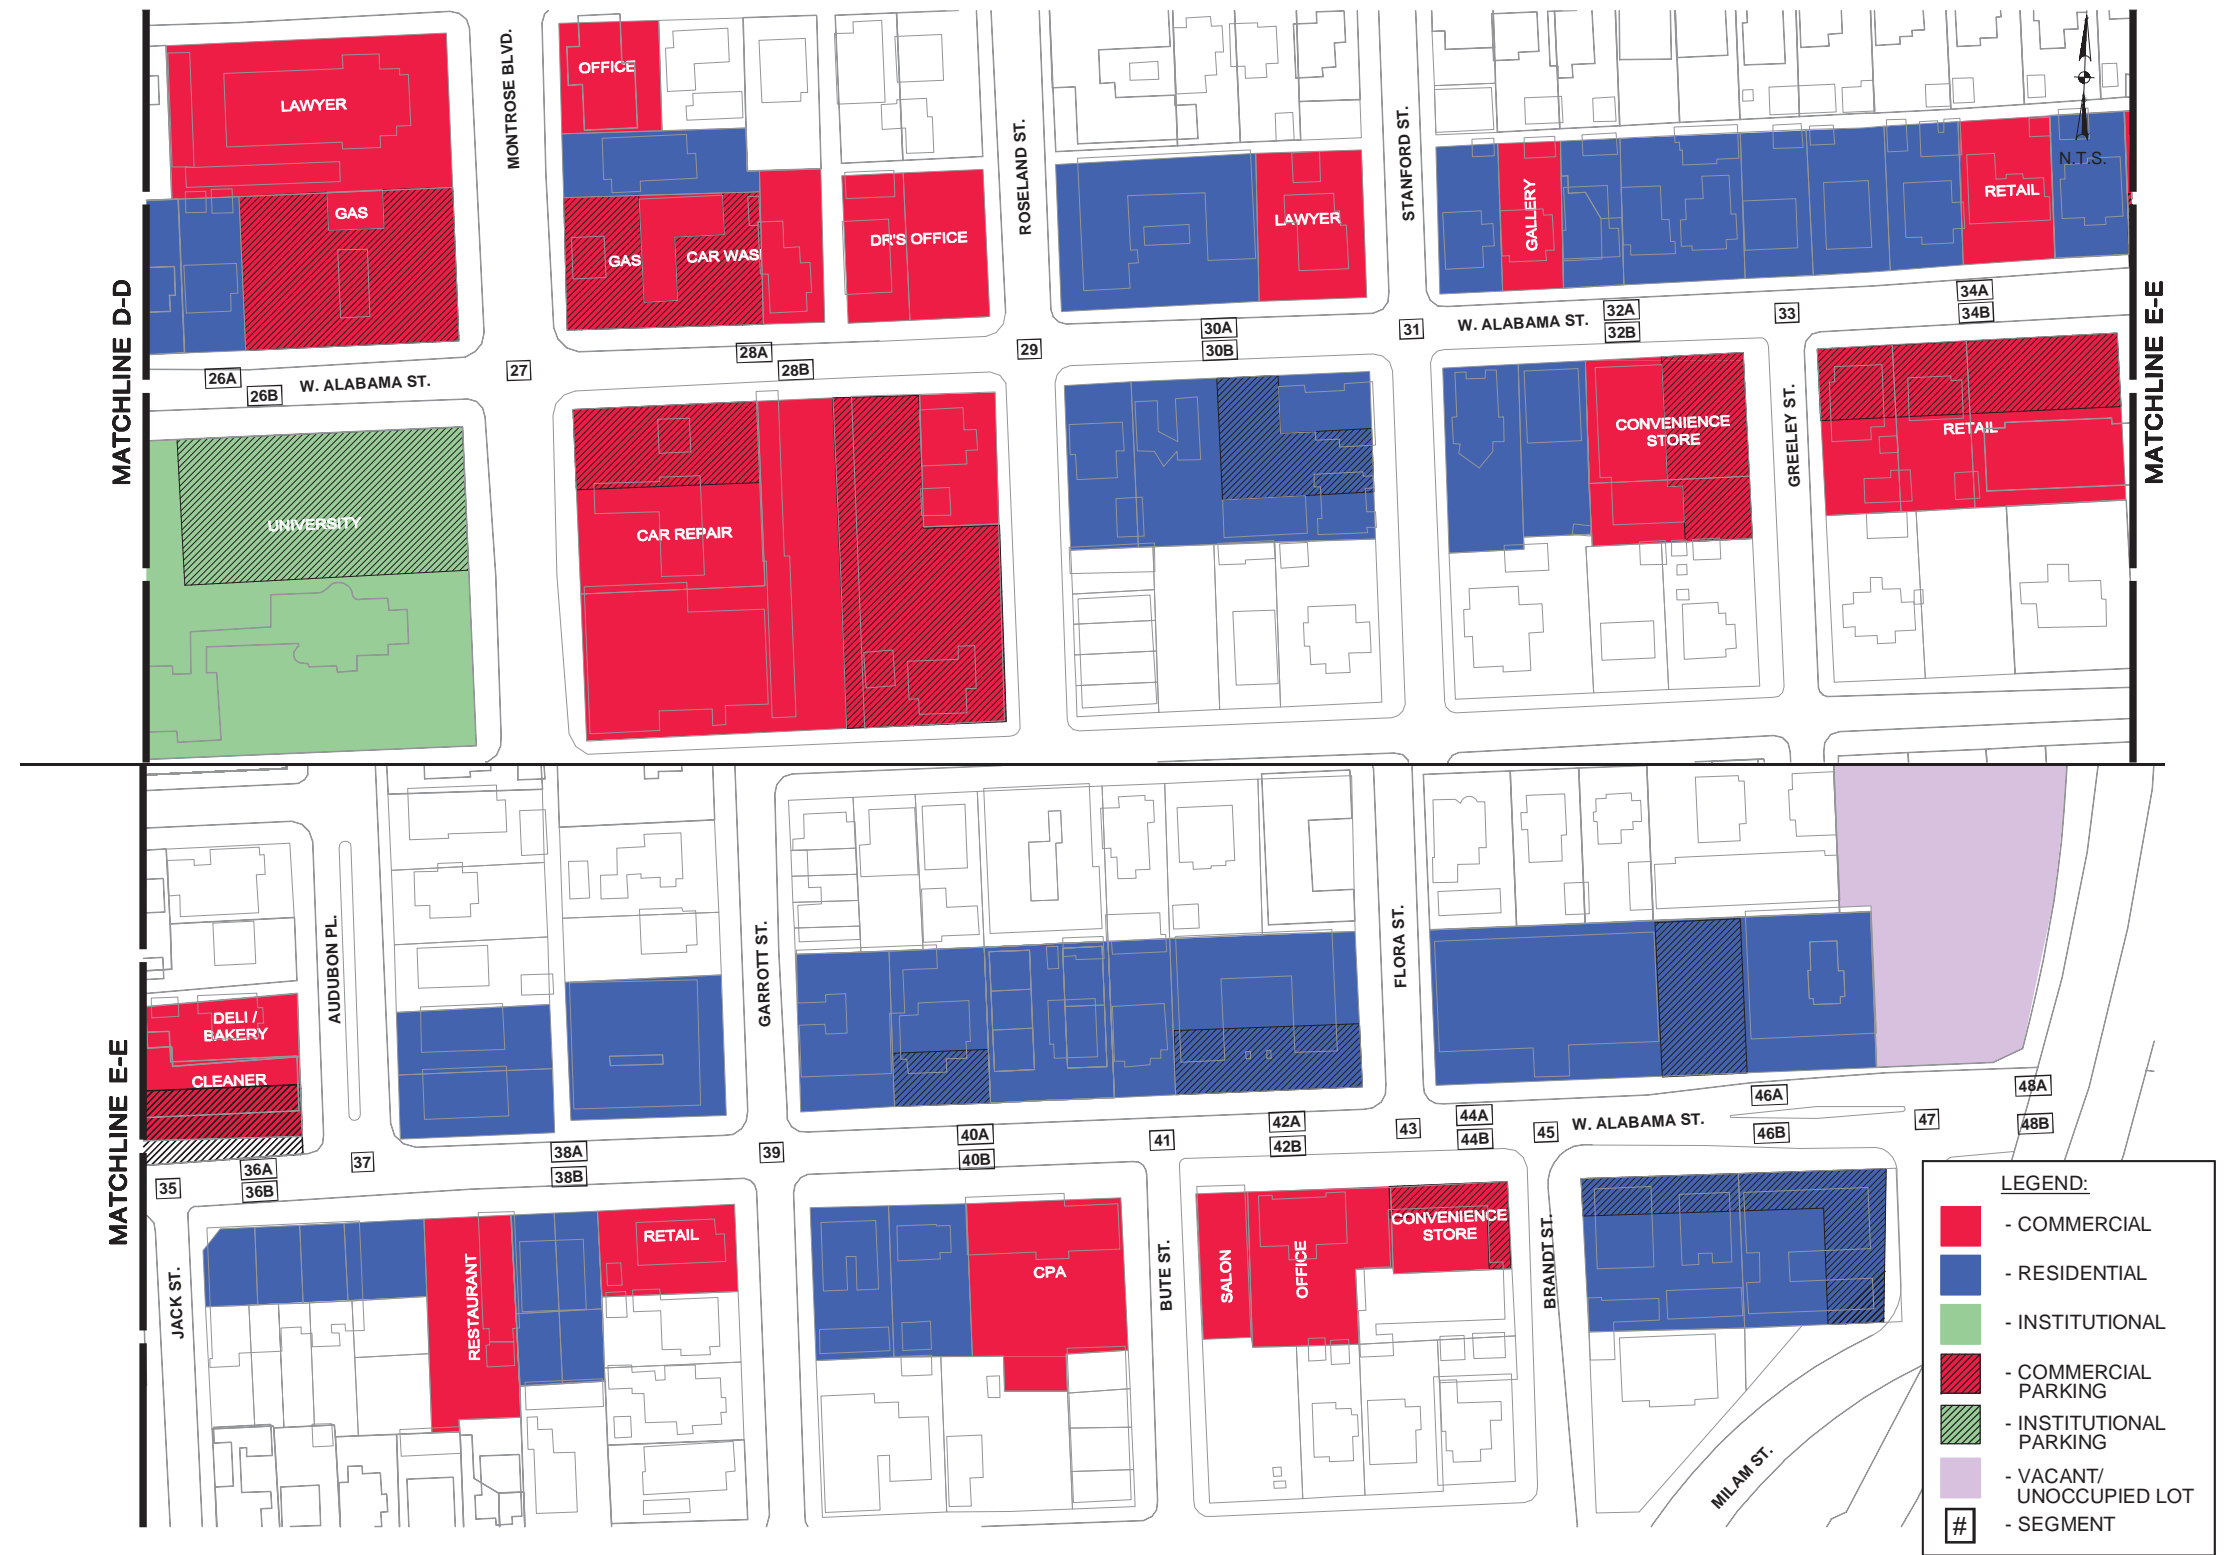 MONTROSE BLVD.
OFFICE
LAWYER
ROSELAND ST.
STANFORD ST.
N.T.S.
GAS
GALLERY
RETAIL
LAWYER
DR'S OFFICE
GAS
CAR WAS
MATCHLINE D-D
MATCHLINE E-E
34A
34B
32A
32B
33
W. ALABAMA ST.
31
30A
30B
29
28A
28B
27
26A
26B
W. ALABAMA ST.
GREELEY ST.
CONVENIENCE
STORE
RETAIL
UNIVERSITY
CAR REPAIR
AUDUBON PL.
GARROTT ST.
FLORA ST.
DELI /
BAKERY
CLEANER
MATCHLINE E-E
48A
48B
46A
46B
47
W. ALABAMA ST.
45
44A
44B
43
42A
42B
41
40A
40B
39
38A
38B
37
36A
36B
35
JACK ST.
RESTAURANT
RETAIL
CPA
BUTE ST.
SALON
OFFICE
CONVENIENCE
STORE
BRANDT ST.
MILAM ST.
LEGEND:
- COMMERCIAL
- RESIDENTIAL
- INSTITUTIONAL
- COMMERCIAL
PARKING
- INSTITUTIONAL
PARKING
- VACANT/
UNOCCUPIED LOT
# - SEGMENT